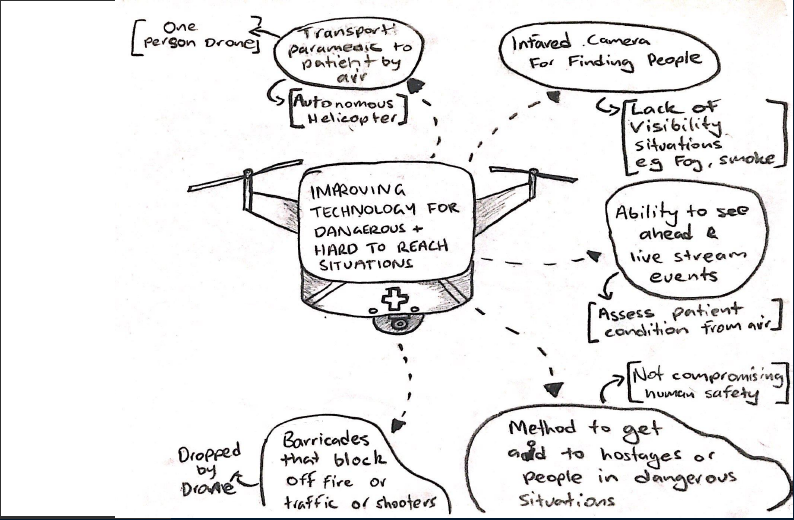 One
Person Drone
Transport
paramedic to
patient by
air
Autonomous
Helicopter
Infared Camera
For Finding People
Lack of
Visibility
situations
eg Fog, smoke
IMPROVING
TECHNOLOGY FOR
DANGEROUS +
HARD TO REACH
SITUATIONS
Ability to see
ahead &
live stream
events
Assess patient
condition from air
Not compromising
human safety
Method to get
aid to hostages or
people in dangerous
situations
Barricades
that block
off fire or
traffic or shooters
Dropped
by
Drone